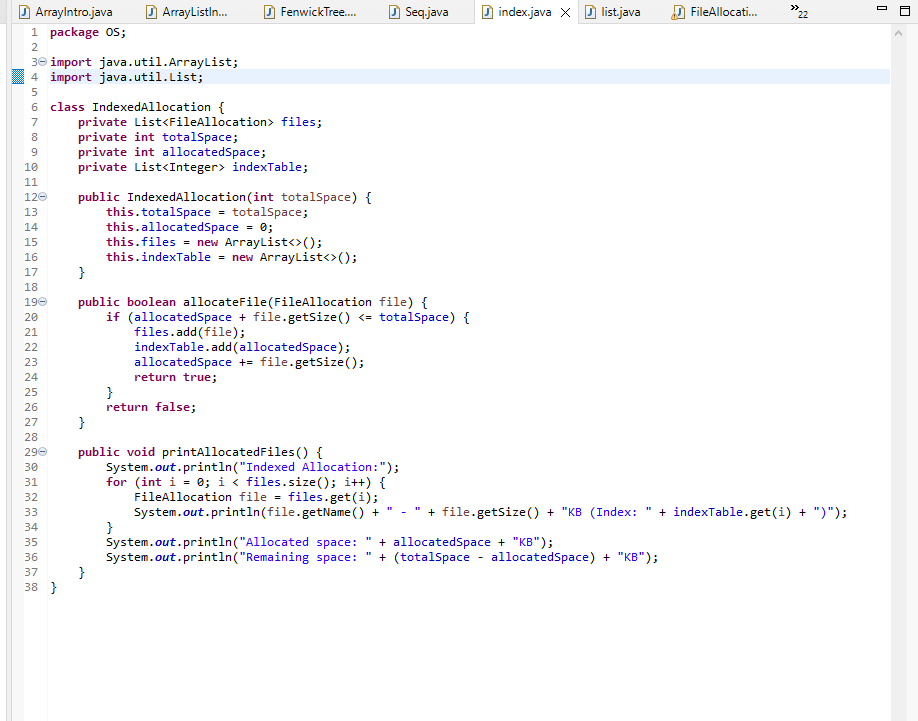 ArrayIntro.java ArrayListIn... FenwickTree.... Seq.java index.java list.java FileAllocati... 22
1 package OS;
2
3 import java.util.ArrayList;
4 import java.util.List;
5
6 class IndexedAllocation {
7     private List<FileAllocation> files;
8     private int totalSpace;
9     private int allocatedSpace;
10     private List<Integer> indexTable;
11
12     public IndexedAllocation(int totalSpace) {
13         this.totalSpace = totalSpace;
14         this.allocatedSpace = 0;
15         this.files = new ArrayList<>();
16         this.indexTable = new ArrayList<>();
17     }
18
19     public boolean allocateFile(FileAllocation file) {
20         if (allocatedSpace + file.getSize() <= totalSpace) {
21             files.add(file);
22             indexTable.add(allocatedSpace);
23             allocatedSpace += file.getSize();
24             return true;
25         }
26         return false;
27     }
28
29     public void printAllocatedFiles() {
30         System.out.println("Indexed Allocation:");
31         for (int i = 0; i < files.size(); i++) {
32             FileAllocation file = files.get(i);
33             System.out.println(file.getName() + " - " + file.getSize() + "KB (Index: " + indexTable.get(i) + ")");
34         }
35         System.out.println("Allocated space: " + allocatedSpace + "KB");
36         System.out.println("Remaining space: " + (totalSpace - allocatedSpace) + "KB");
37     }
38 }